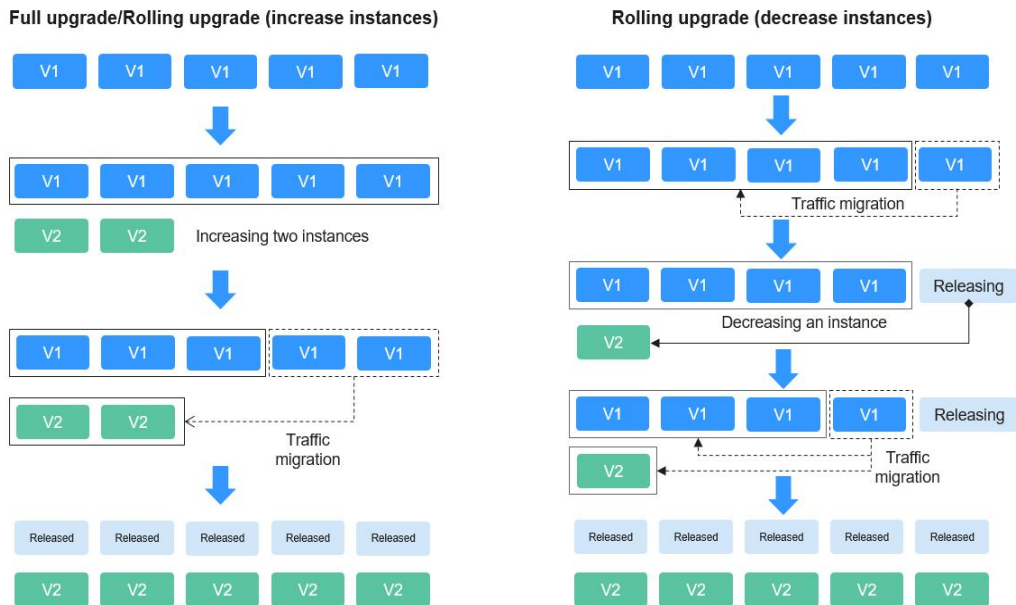 Full upgrade/Rolling upgrade (increase instances)
V1 V1 V1 V1 V1
V1 V1 V1 V1 V1
V2 V2 Increasing two instances
V1 V1 V1 V1 V1
V2 V2
Traffic
migration
Released Released Released Released Released
V2 V2 V2 V2 V2
Rolling upgrade (decrease instances)
V1 V1 V1 V1 V1
V1 V1 V1 V1 V1
Traffic migration
V1 V1 V1 V1 Releasing
Decreasing an instance
V2
V1 V1 V1 V1 Releasing
Traffic
migration
V2
Released Released Released Released Released
V2 V2 V2 V2 V2